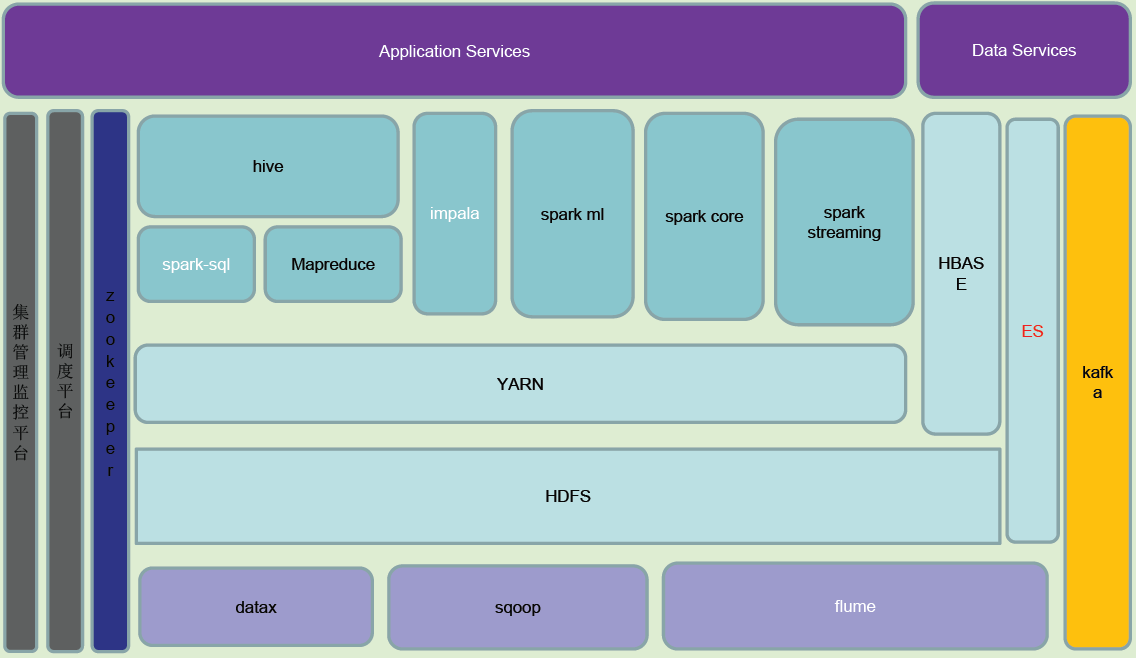 Application Services
Data Services
集群管理监控平台
调度平台
zookeeper
hive
spark-sql
Mapreduce
impala
spark ml
spark core
spark
streaming
HBAS
E
ES
kafk
a
YARN
HDFS
datax
sqoop
flume